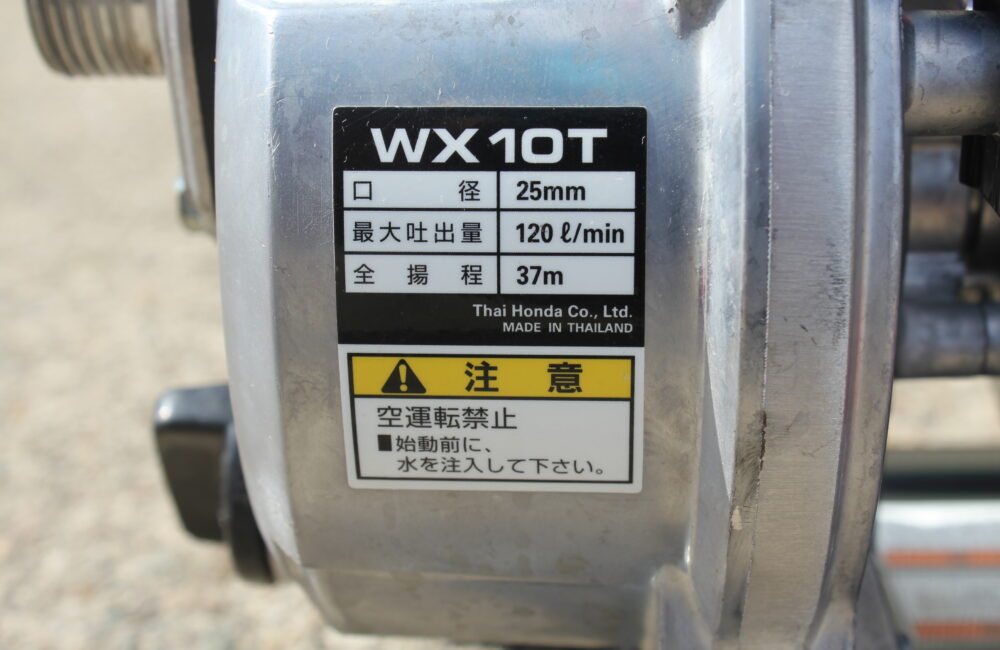 WX10T
口径 25mm
最大吐出量 120 ℓ/min
全揚程 37m
Thai Honda Co., Ltd.
MADE IN THAILAND
注意
空運転禁止
■始動前に、
水を注入して下さい。